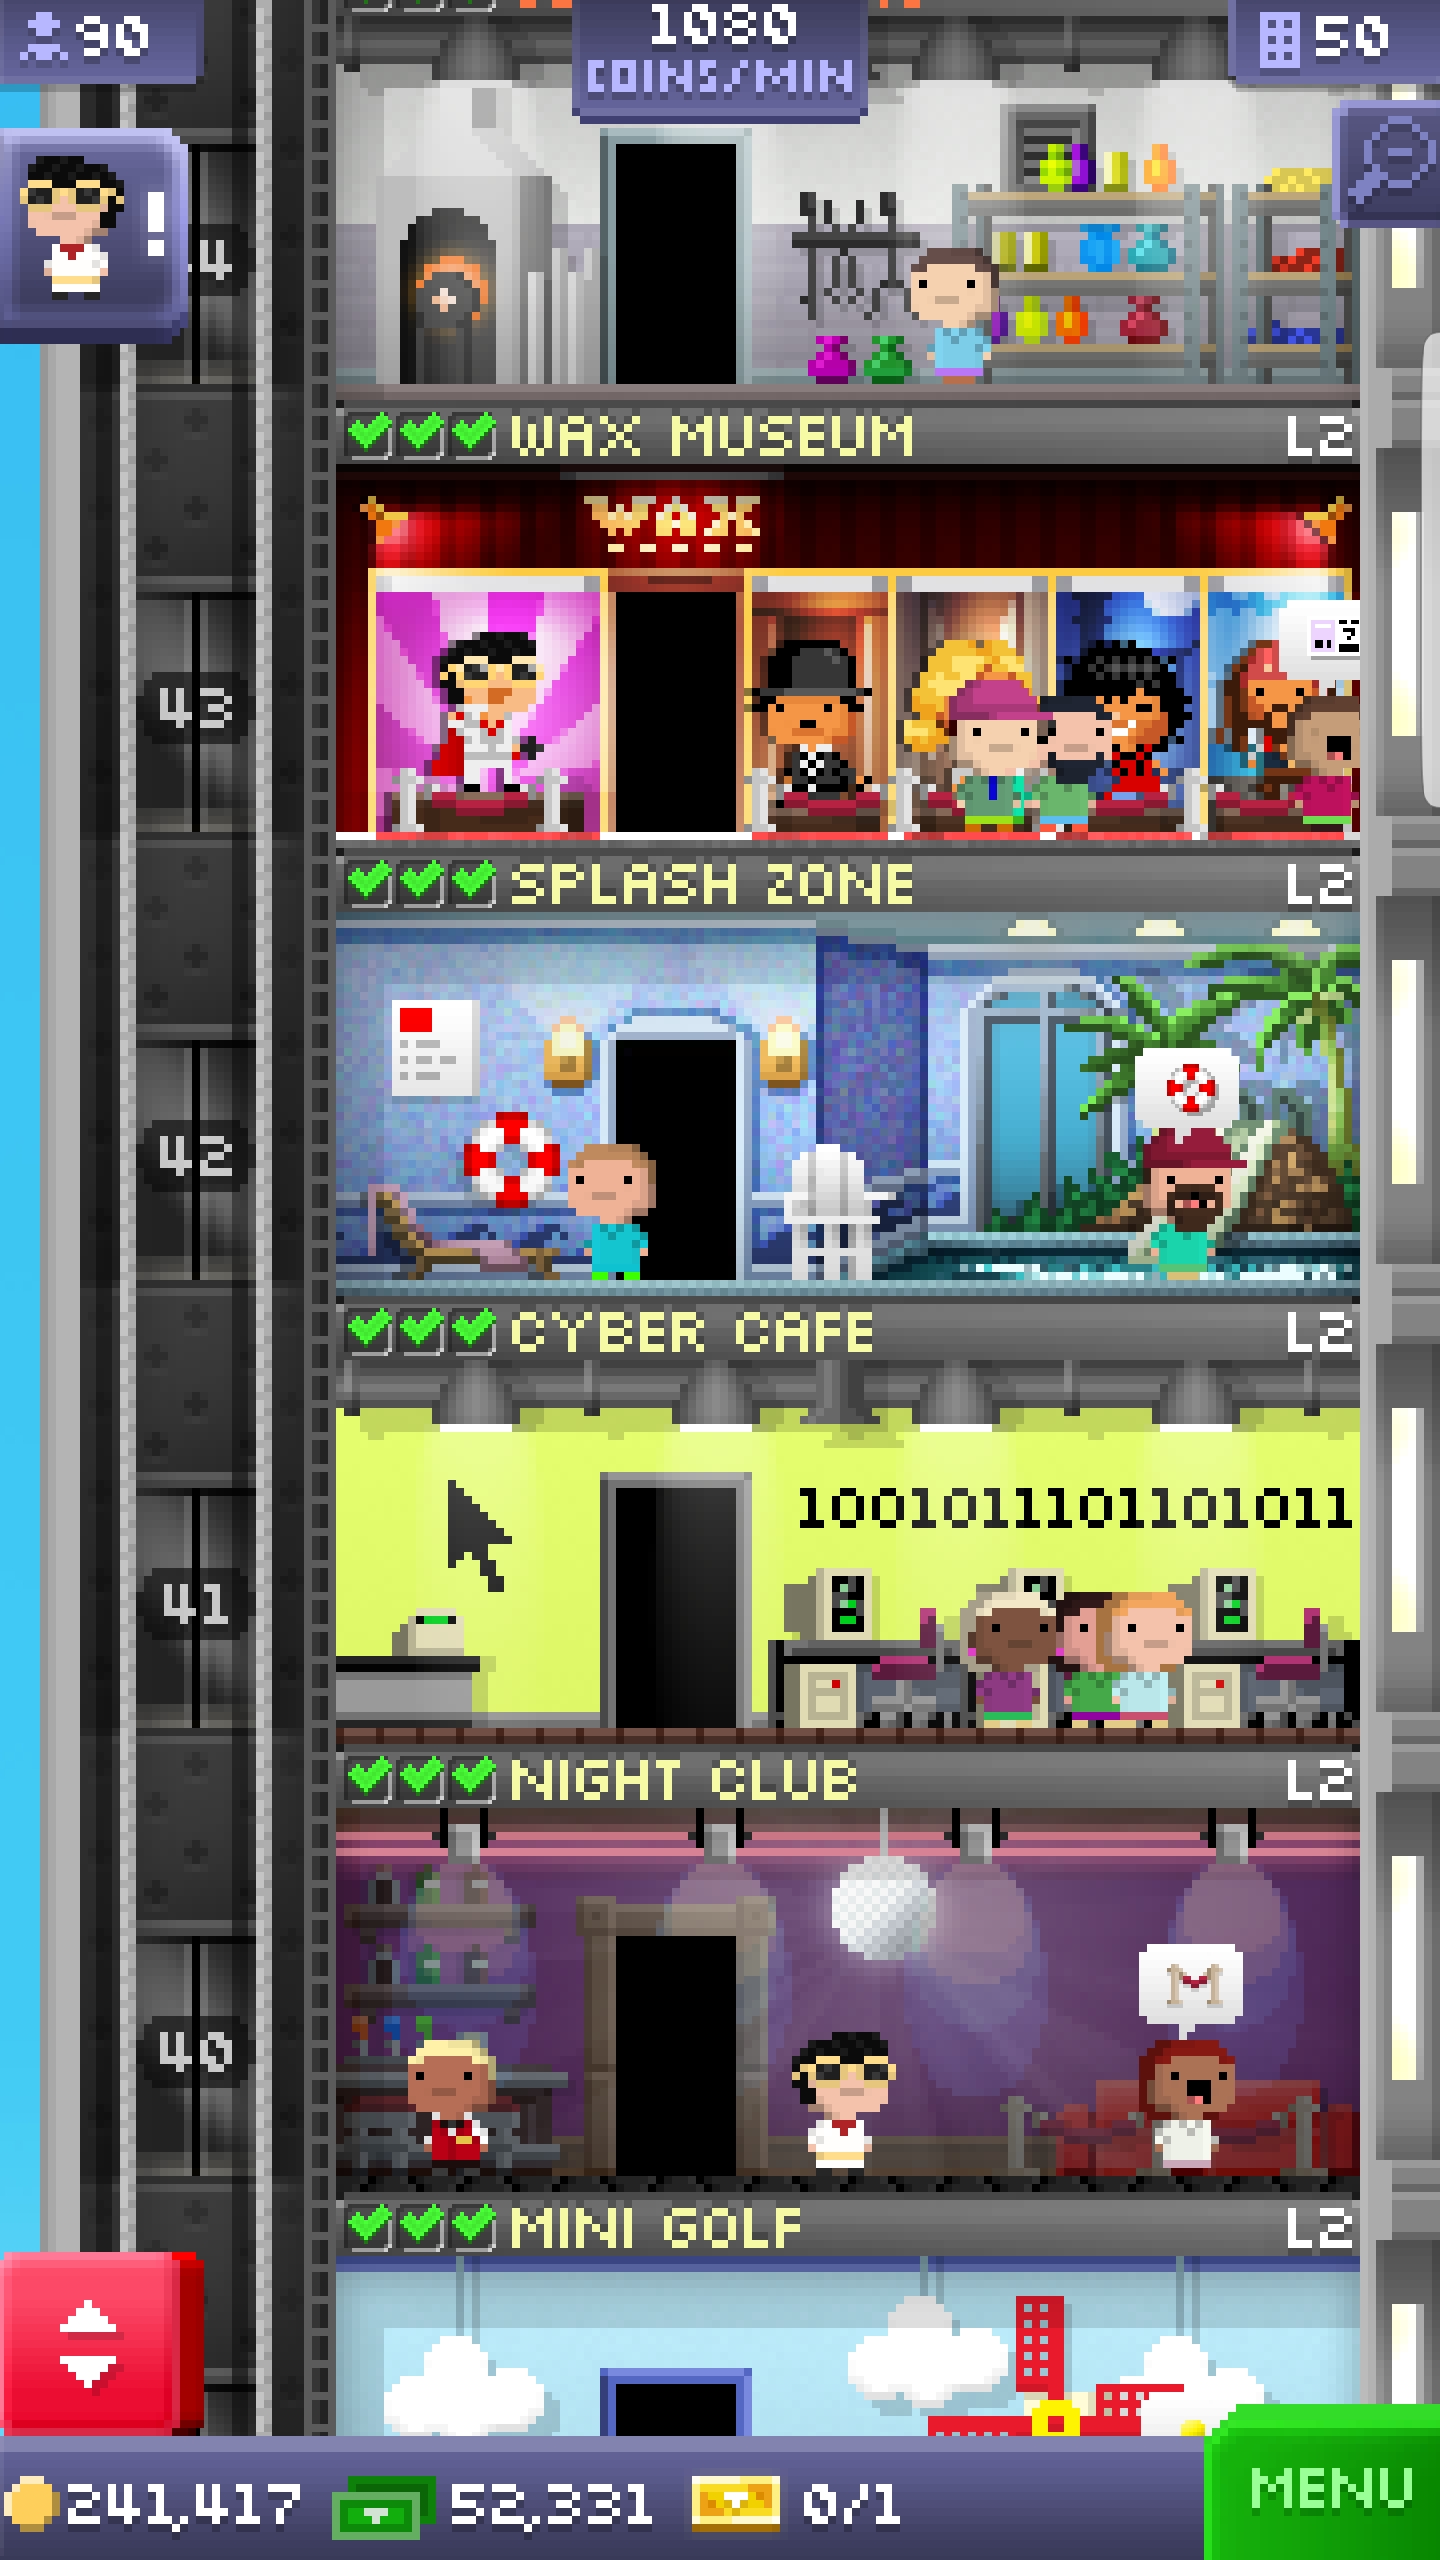 90
1080
COINS/MIN
50
!
4
WAX MUSEUM L2
WAX
43
SPLASH ZONE L2
42
CYBER CAFE L2
1001011101101011
41
NIGHT CLUB L2
40
MINI GOLF L2
241,417 52,331 0/1
MENU